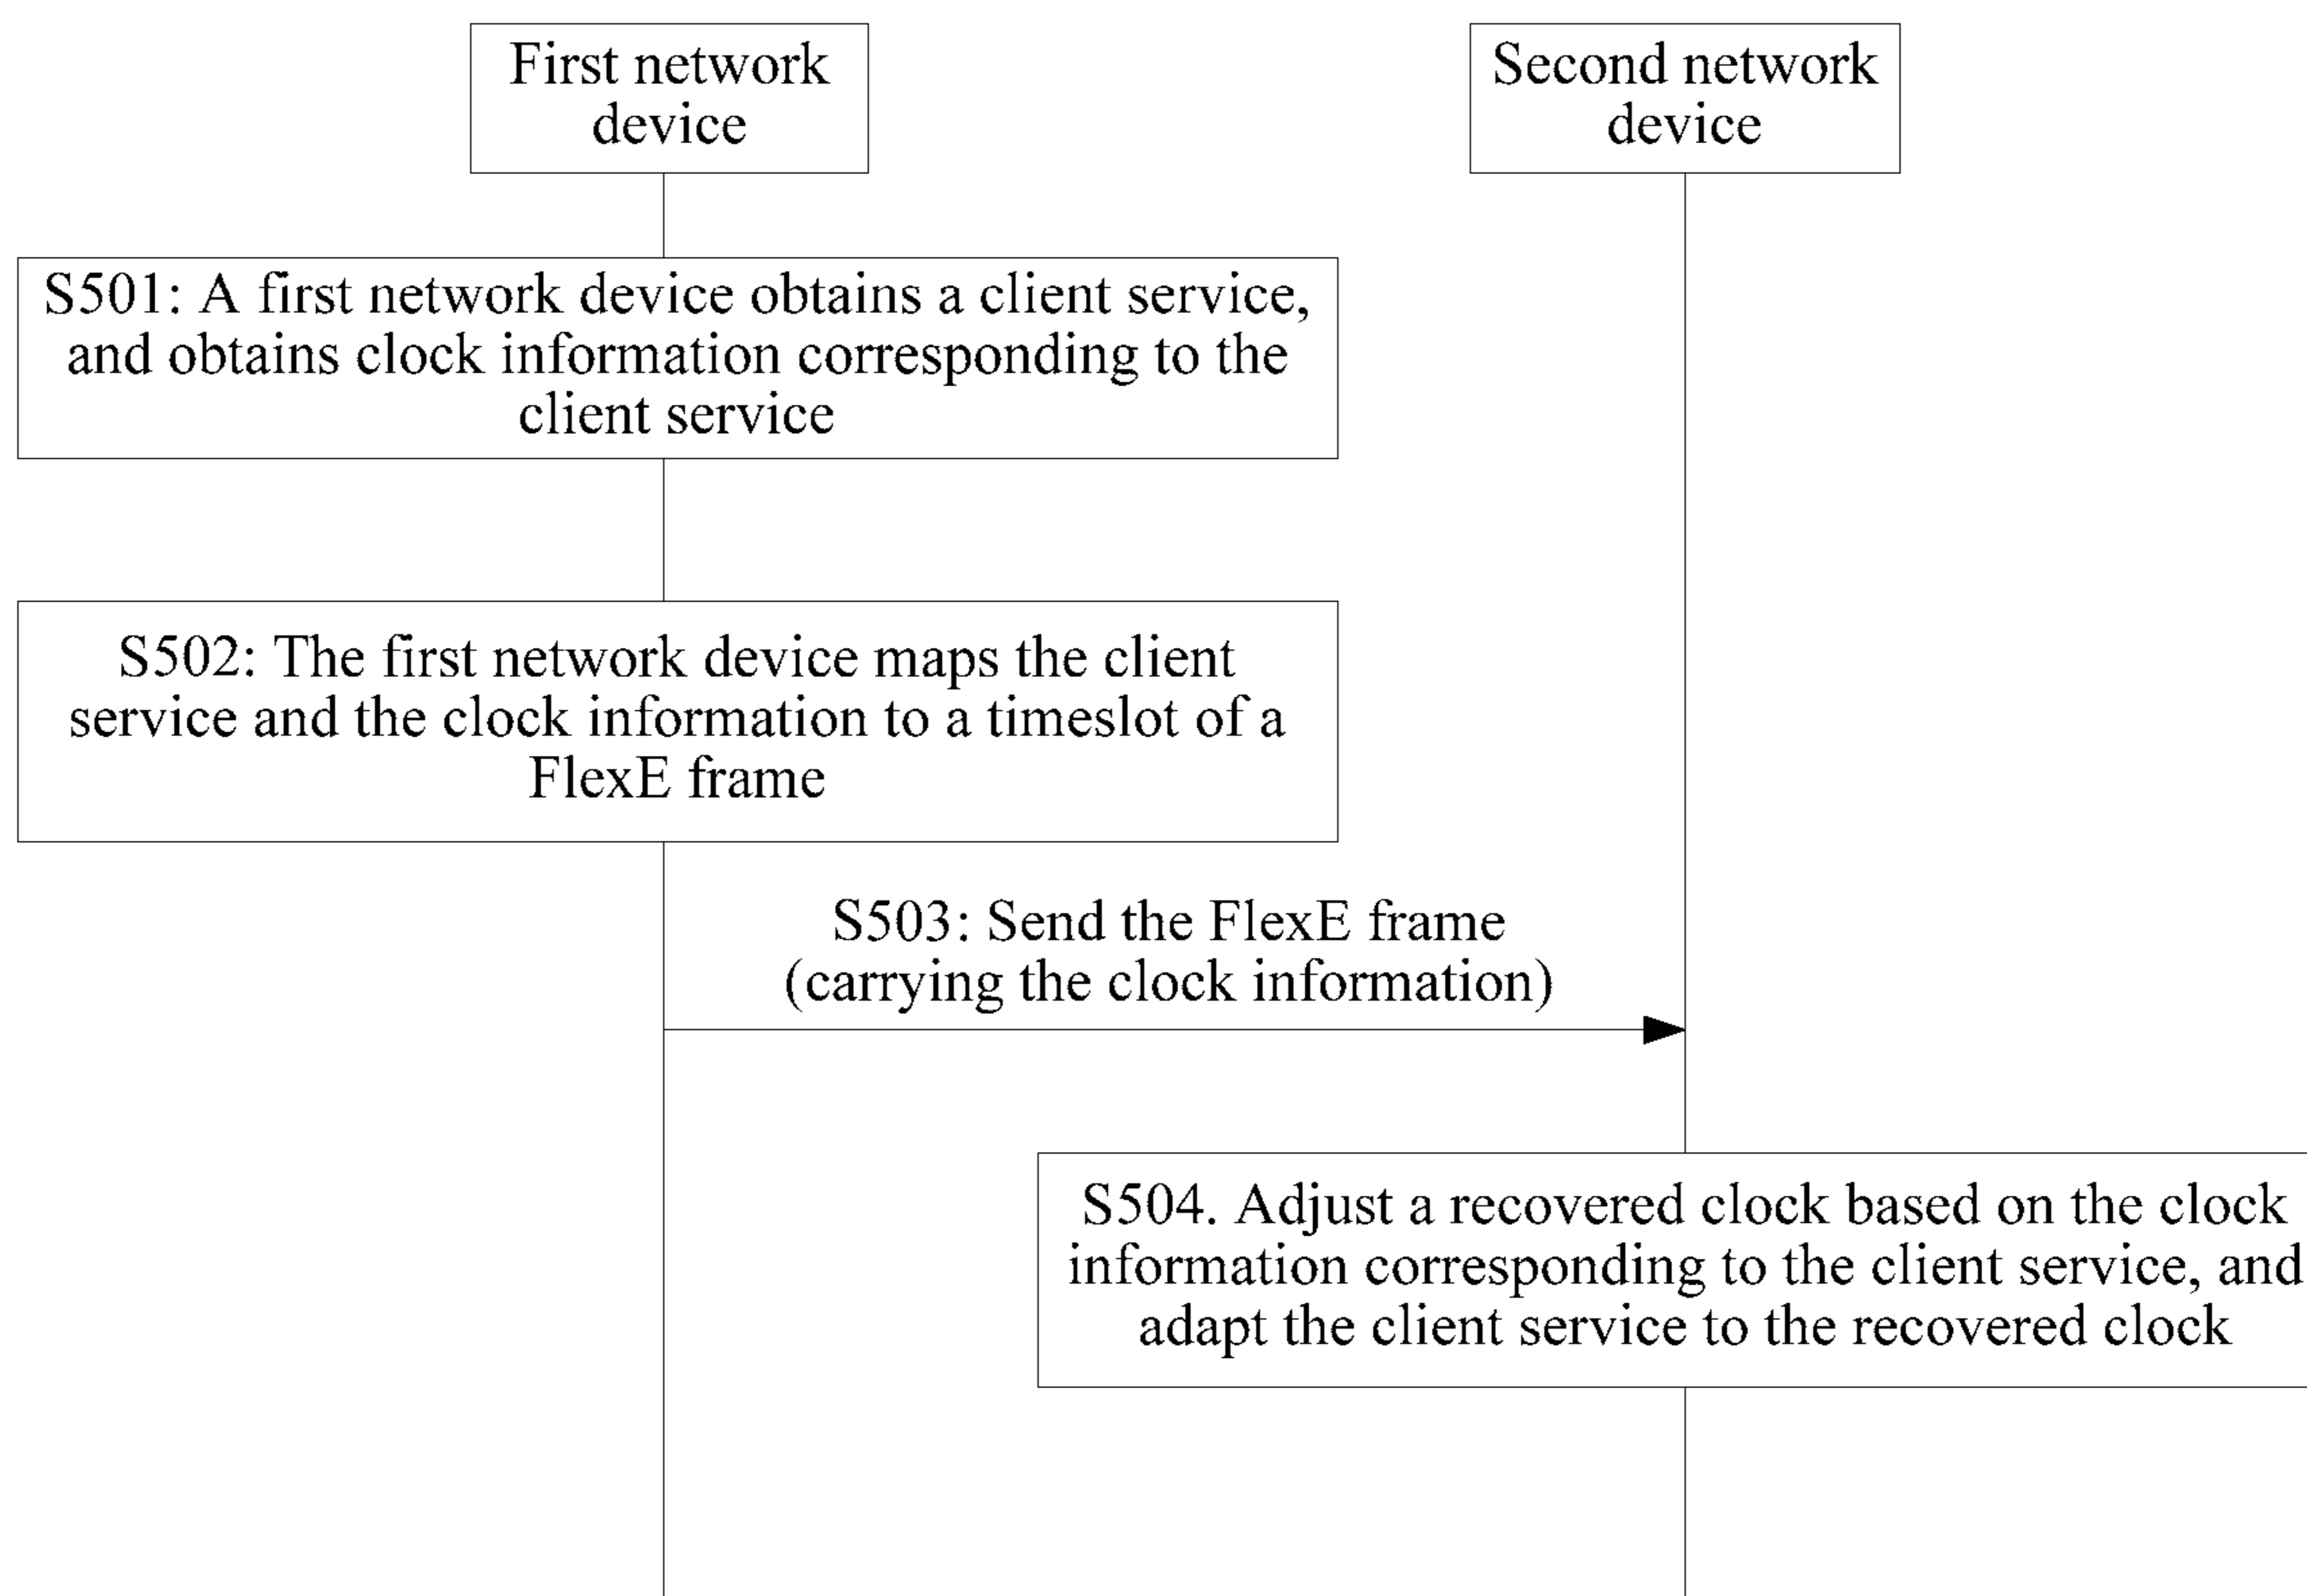 First network
device
Second network
device
S501: A first network device obtains a client service,
and obtains clock information corresponding to the
client service
S502: The first network device maps the client
service and the clock information to a timeslot of a
FlexE frame
S503: Send the FlexE frame
(carrying the clock information)
S504. Adjust a recovered clock based on the clock
information corresponding to the client service, and
adapt the client service to the recovered clock